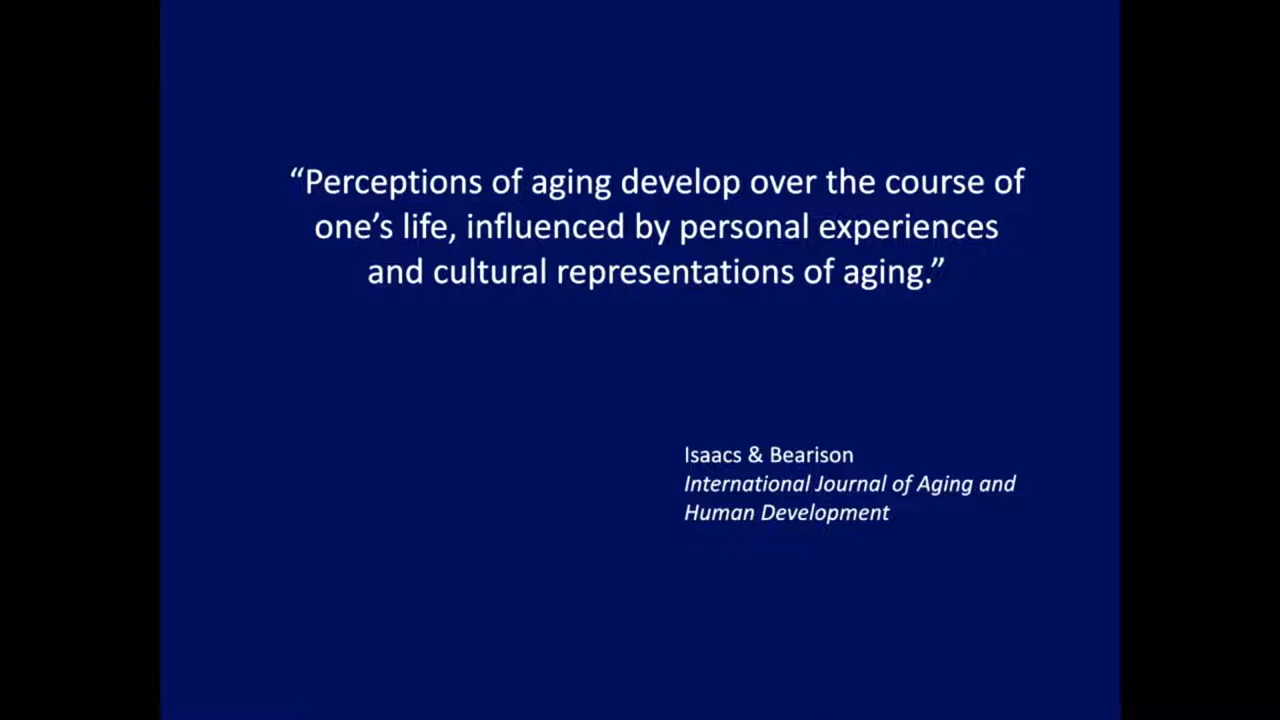 “Perceptions of aging develop over the course of
one’s life, influenced by personal experiences
and cultural representations of aging.”
Isaacs & Bearison
International Journal of Aging and
Human Development